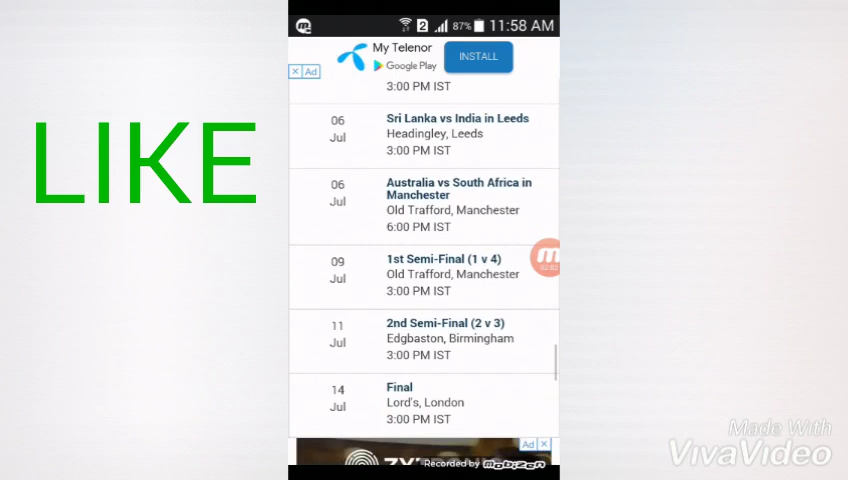 LIKE
2 87% 11:58 AM
My Telenor
Google Play
INSTALL
Ad
3:00 PM IST
06 Jul
Sri Lanka vs India in Leeds
Headingley, Leeds
3:00 PM IST
06 Jul
Australia vs South Africa in
Manchester
Old Trafford, Manchester
6:00 PM IST
09 Jul
1st Semi-Final (1 v 4)
Old Trafford, Manchester
3:00 PM IST
11 Jul
2nd Semi-Final (2 v 3)
Edgbaston, Birmingham
3:00 PM IST
14 Jul
Final
Lord's, London
3:00 PM IST
Ad
Recorded by mobizen
Made With
VivaVideo